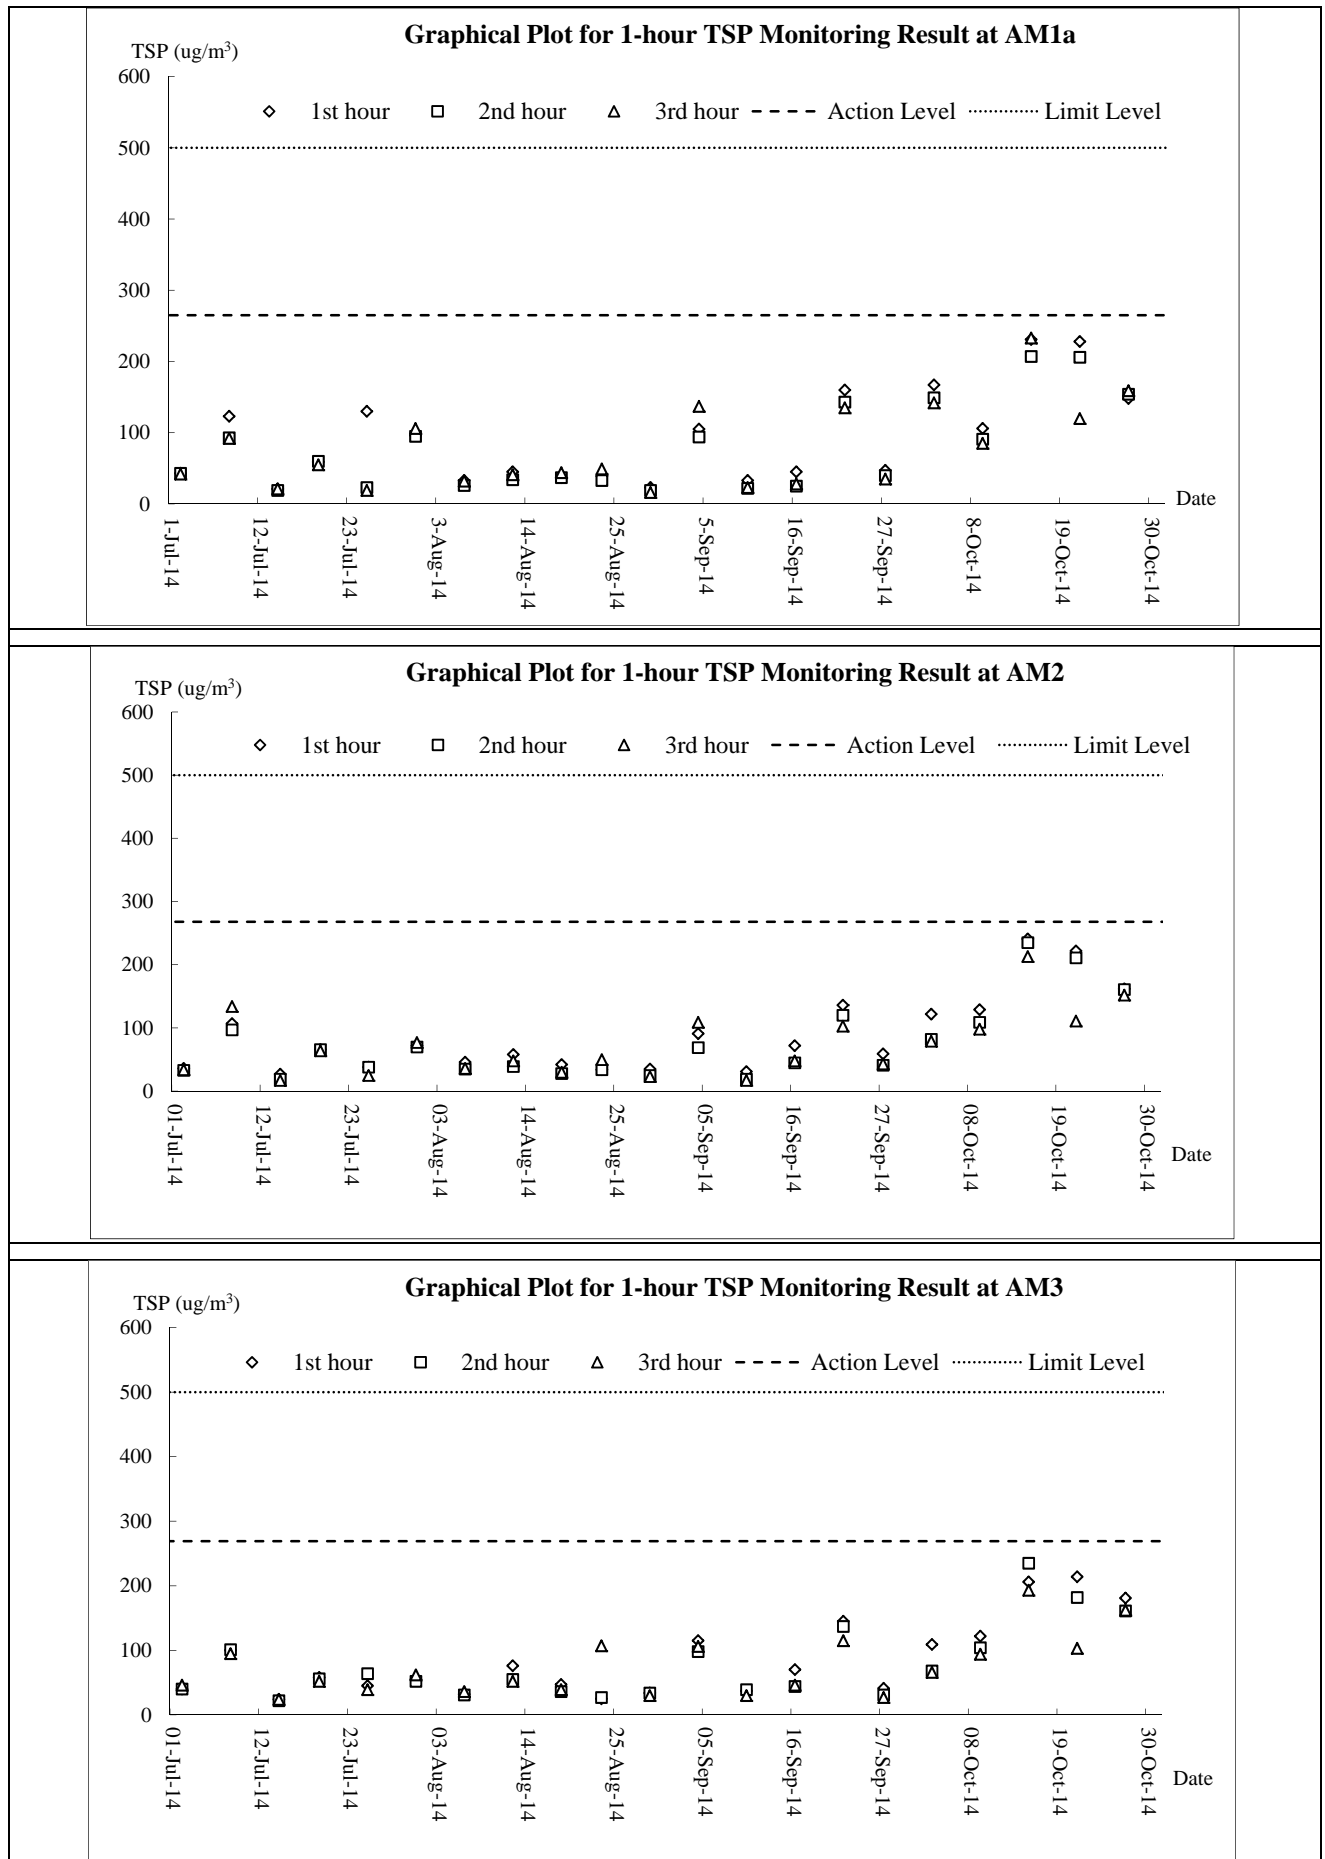 Graphical Plot for 1-hour TSP Monitoring Result at AM1a
TSP (ug/m³)
600
1st hour 2nd hour 3rd hour Action Level Limit Level
500
400
300
200
100
0
Date
1-Jul-14 12-Jul-14 23-Jul-14 3-Aug-14 14-Aug-14 25-Aug-14 5-Sep-14 16-Sep-14 27-Sep-14 8-Oct-14 19-Oct-14 30-Oct-14
Graphical Plot for 1-hour TSP Monitoring Result at AM2
TSP (ug/m³)
600
1st hour 2nd hour 3rd hour Action Level Limit Level
500
400
300
200
100
0
01-Jul-14 12-Jul-14 23-Jul-14 03-Aug-14 14-Aug-14 25-Aug-14 05-Sep-14 16-Sep-14 27-Sep-14 08-Oct-14 19-Oct-14 30-Oct-14
Date
Graphical Plot for 1-hour TSP Monitoring Result at AM3
TSP (ug/m³)
600
1st hour 2nd hour 3rd hour Action Level Limit Level
500
400
300
200
100
0
01-Jul-14 12-Jul-14 23-Jul-14 03-Aug-14 14-Aug-14 25-Aug-14 05-Sep-14 16-Sep-14 27-Sep-14 08-Oct-14 19-Oct-14 30-Oct-14
Date